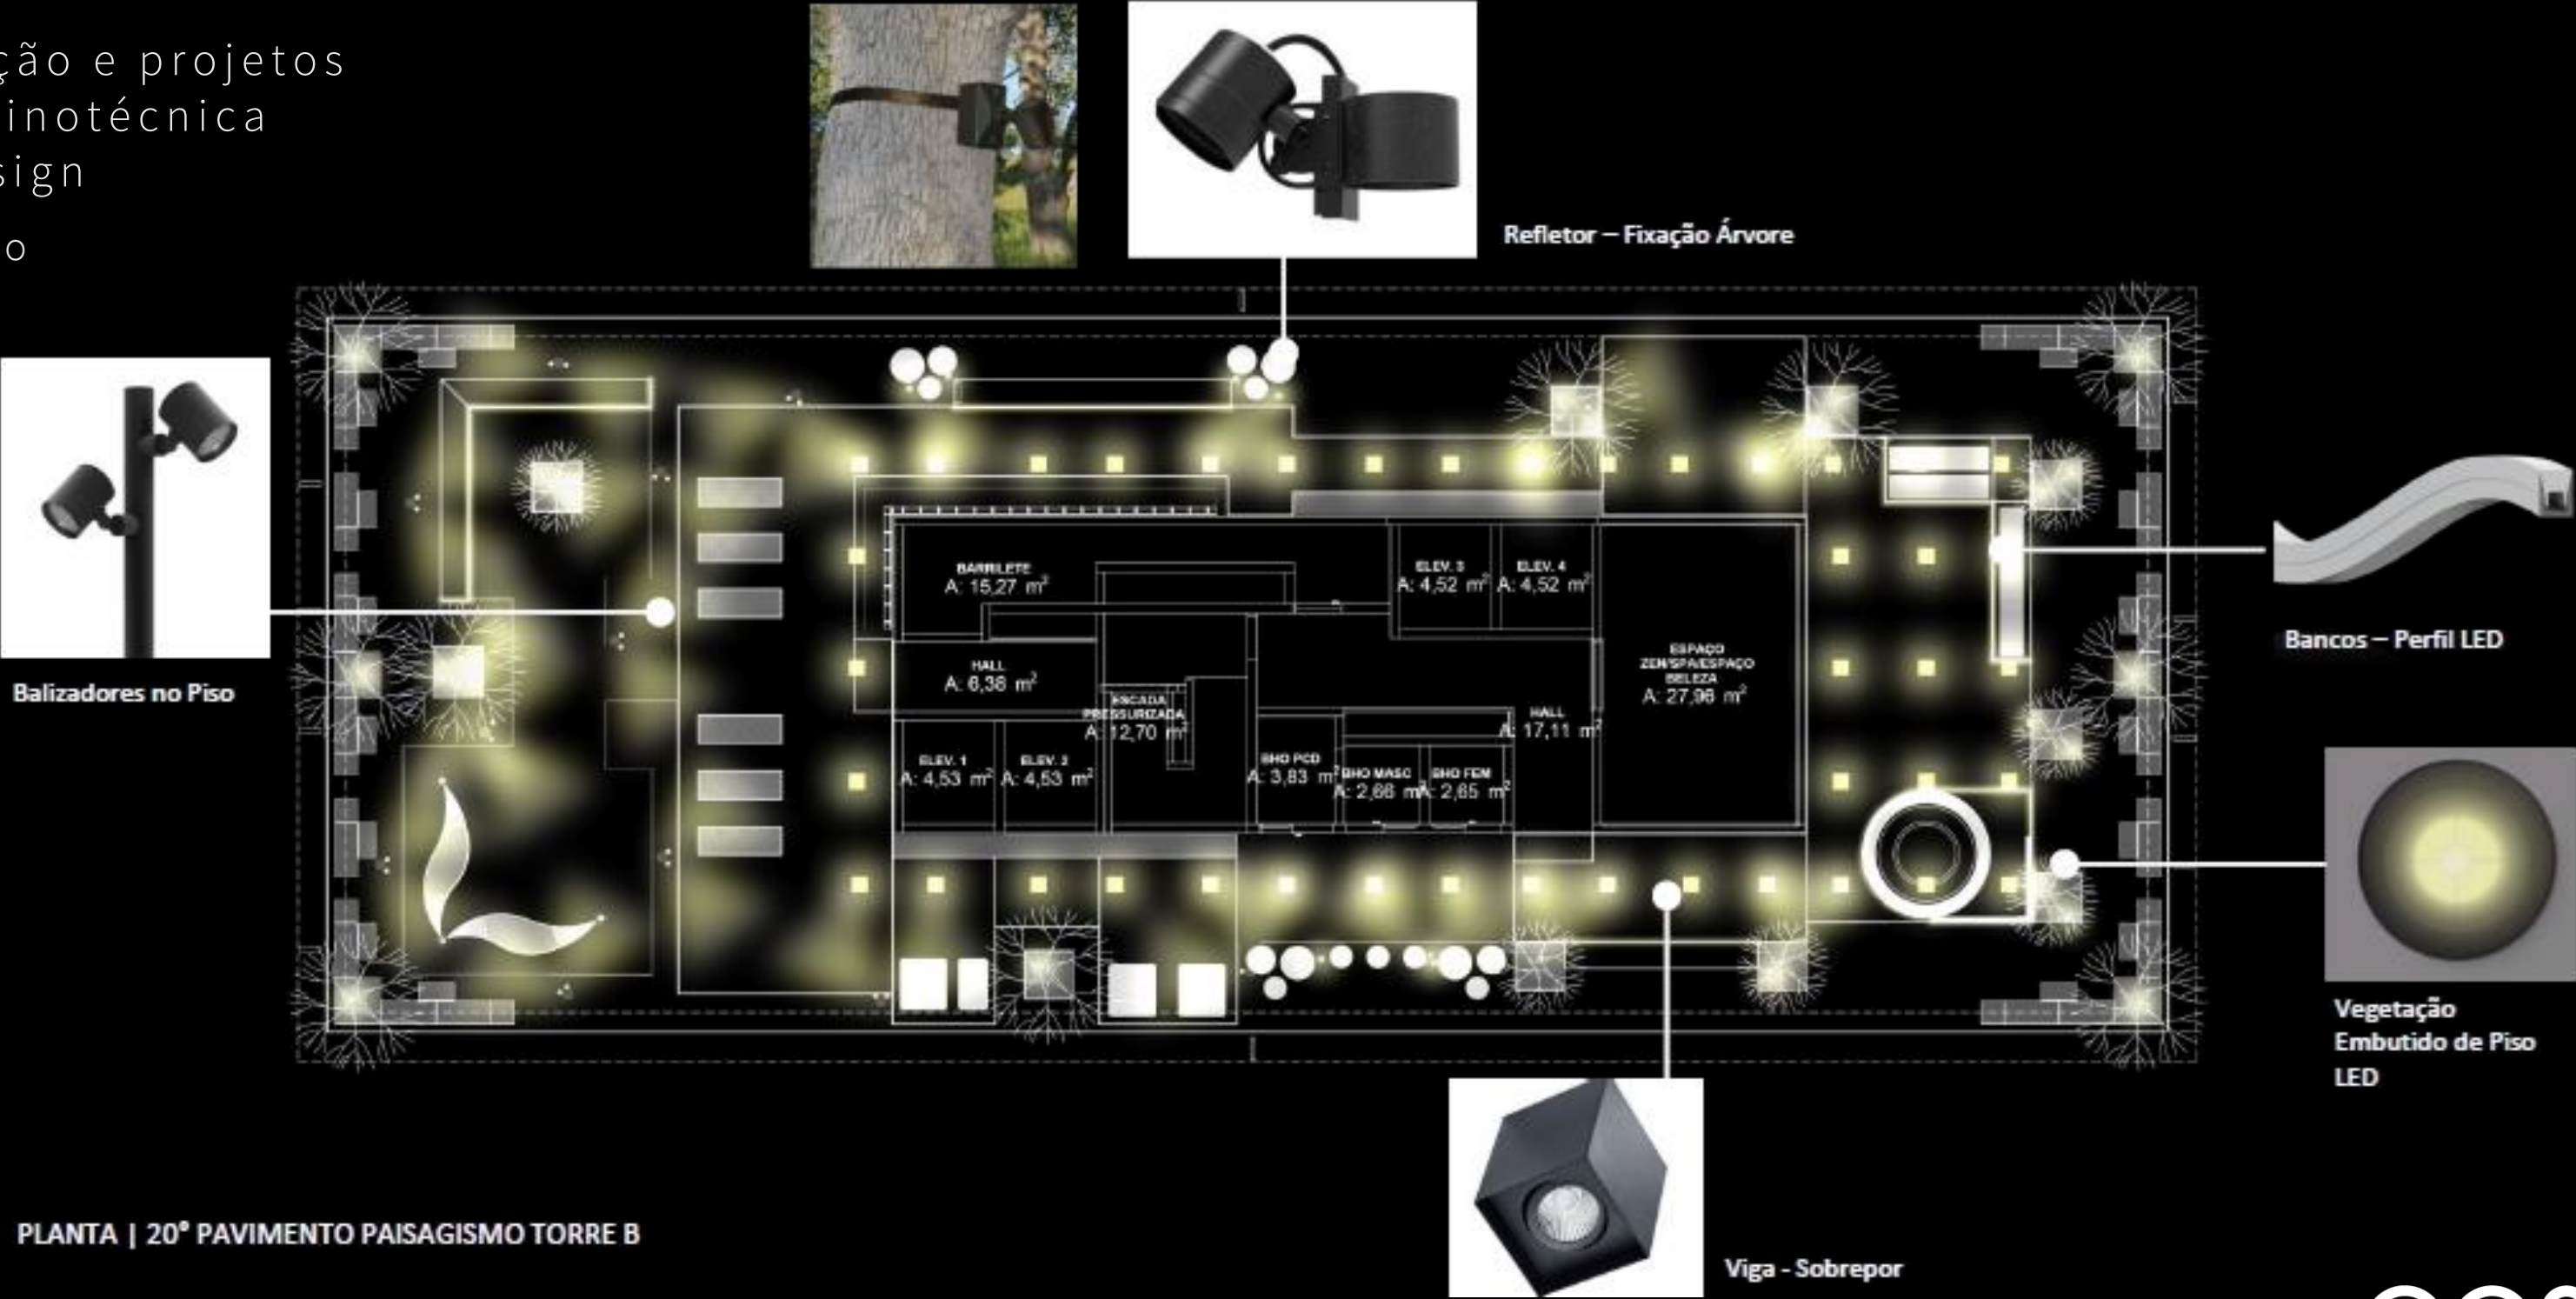 ção e projetos
inotécnica
sign
o
Refletor – Fixação Árvore
Balizadores no Piso
BARRILETE
A: 15,27 m²
ELEV. 3
A: 4,52 m²
ELEV. 4
A: 4,52 m²
HALL
A: 6,38 m²
ESCADA
PRESSURIZADA
A: 12,70 m²
ESPAÇO
ZEN/SPA/ESPAÇO
BELEZA
A: 27,96 m²
HALL
A: 17,11 m²
ELEV. 1
A: 4,53 m²
ELEV. 2
A: 4,53 m²
BHO PCD
A: 3,83 m²
BHO MASC
A: 2,66 m²
BHO FEM
A: 2,65 m²
Bancos – Perfil LED
Vegetação
Embutido de Piso
LED
PLANTA | 20° PAVIMENTO PAISAGISMO TORRE B
Viga - Sobrepor